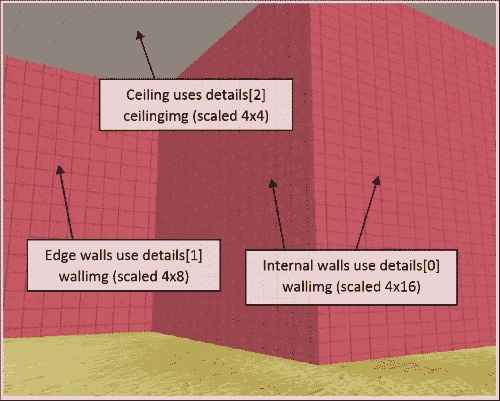 Ceiling uses details[2]
ceilingimg (scaled 4x4)
Edge walls use details[1]
wallimg (scaled 4x8)
Internal walls use details[0]
wallimg (scaled 4x16)